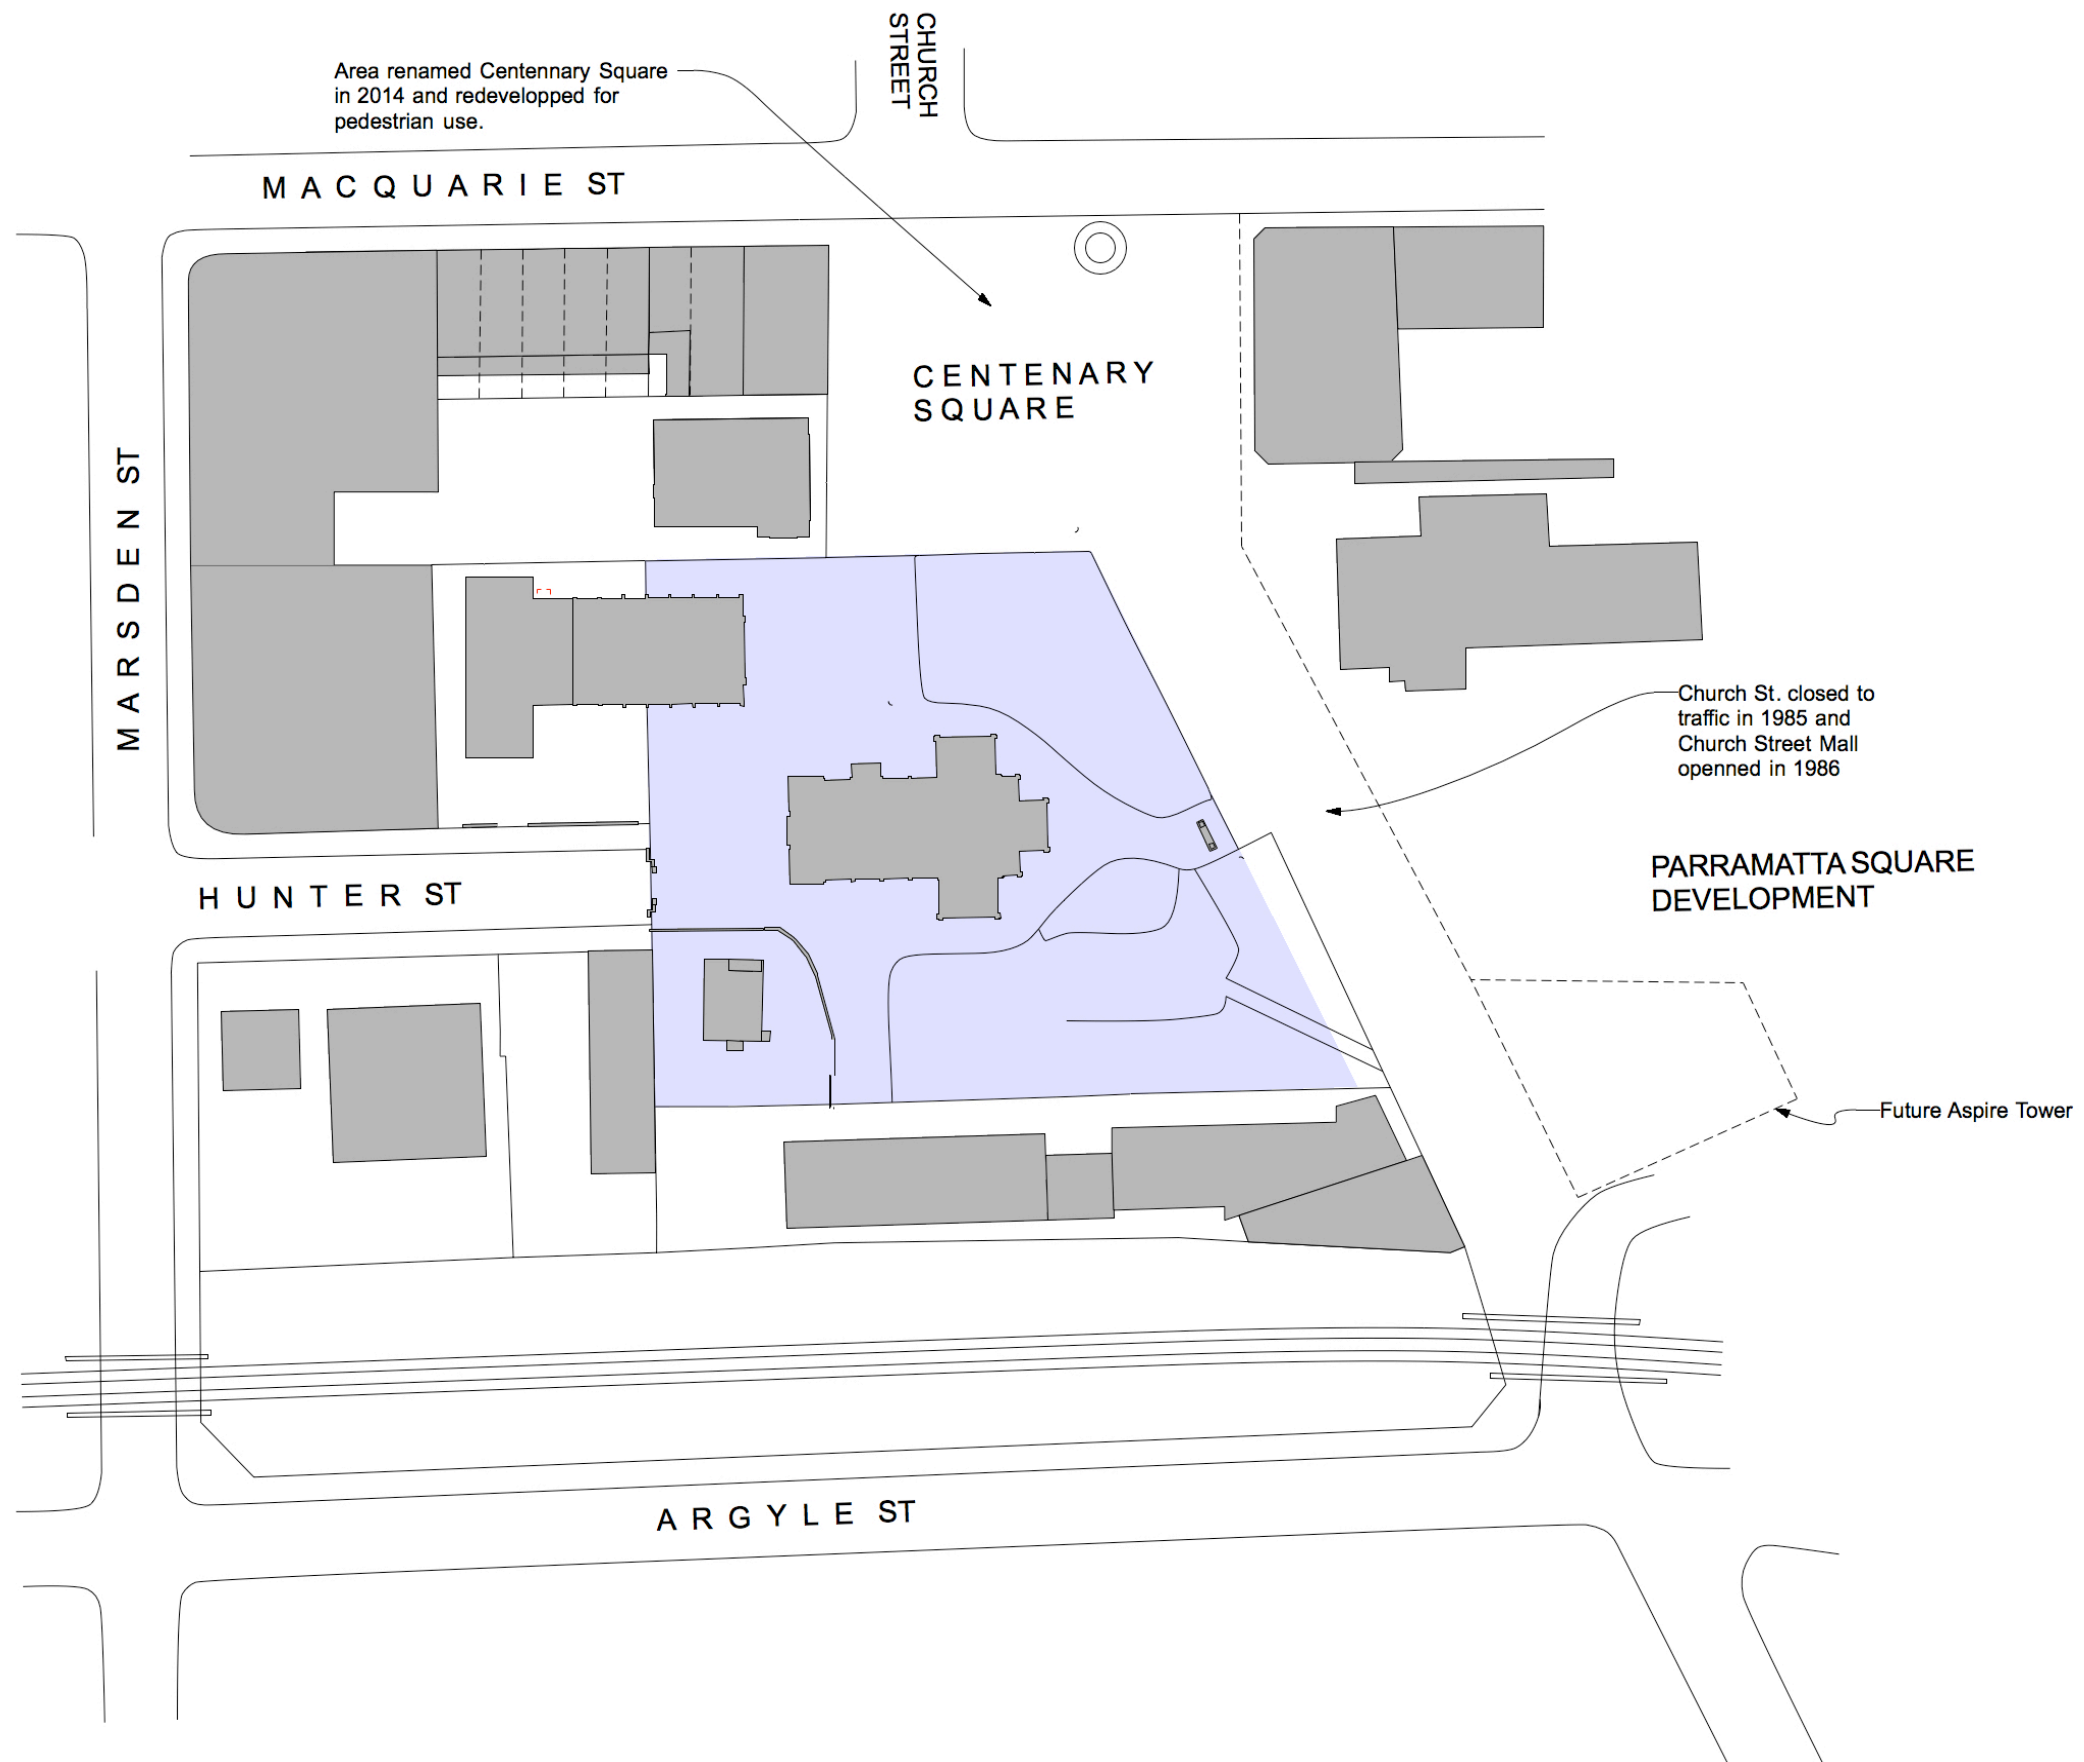 CHURCH
STREET
Area renamed Centennary Square
in 2014 and redevelopped for
pedestrian use.
MACQUARIE ST
CENTENARY
SQUARE
MARSDEN ST
Church St. closed to
traffic in 1985 and
Church Street Mall
openned in 1986
PARRAMATTA SQUARE
DEVELOPMENT
HUNTER ST
Future Aspire Tower
ARGYLE ST